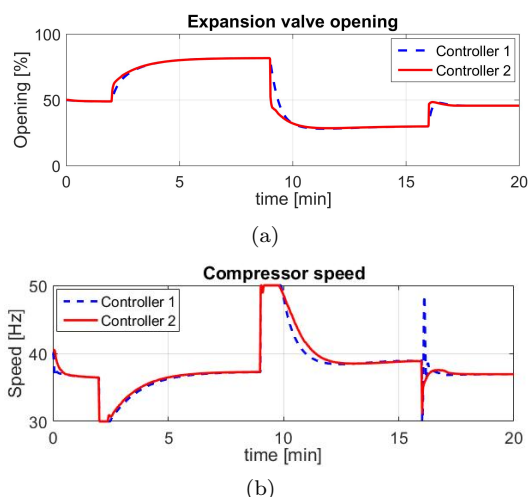 Expansion valve opening
100
50
0
Opening [%]
Controller 1
Controller 2
0 5 10 15 20
time [min]
(a)
Compressor speed
50
40
30
Speed [Hz]
Controller 1
Controller 2
0 5 10 15 20
time [min]
(b)